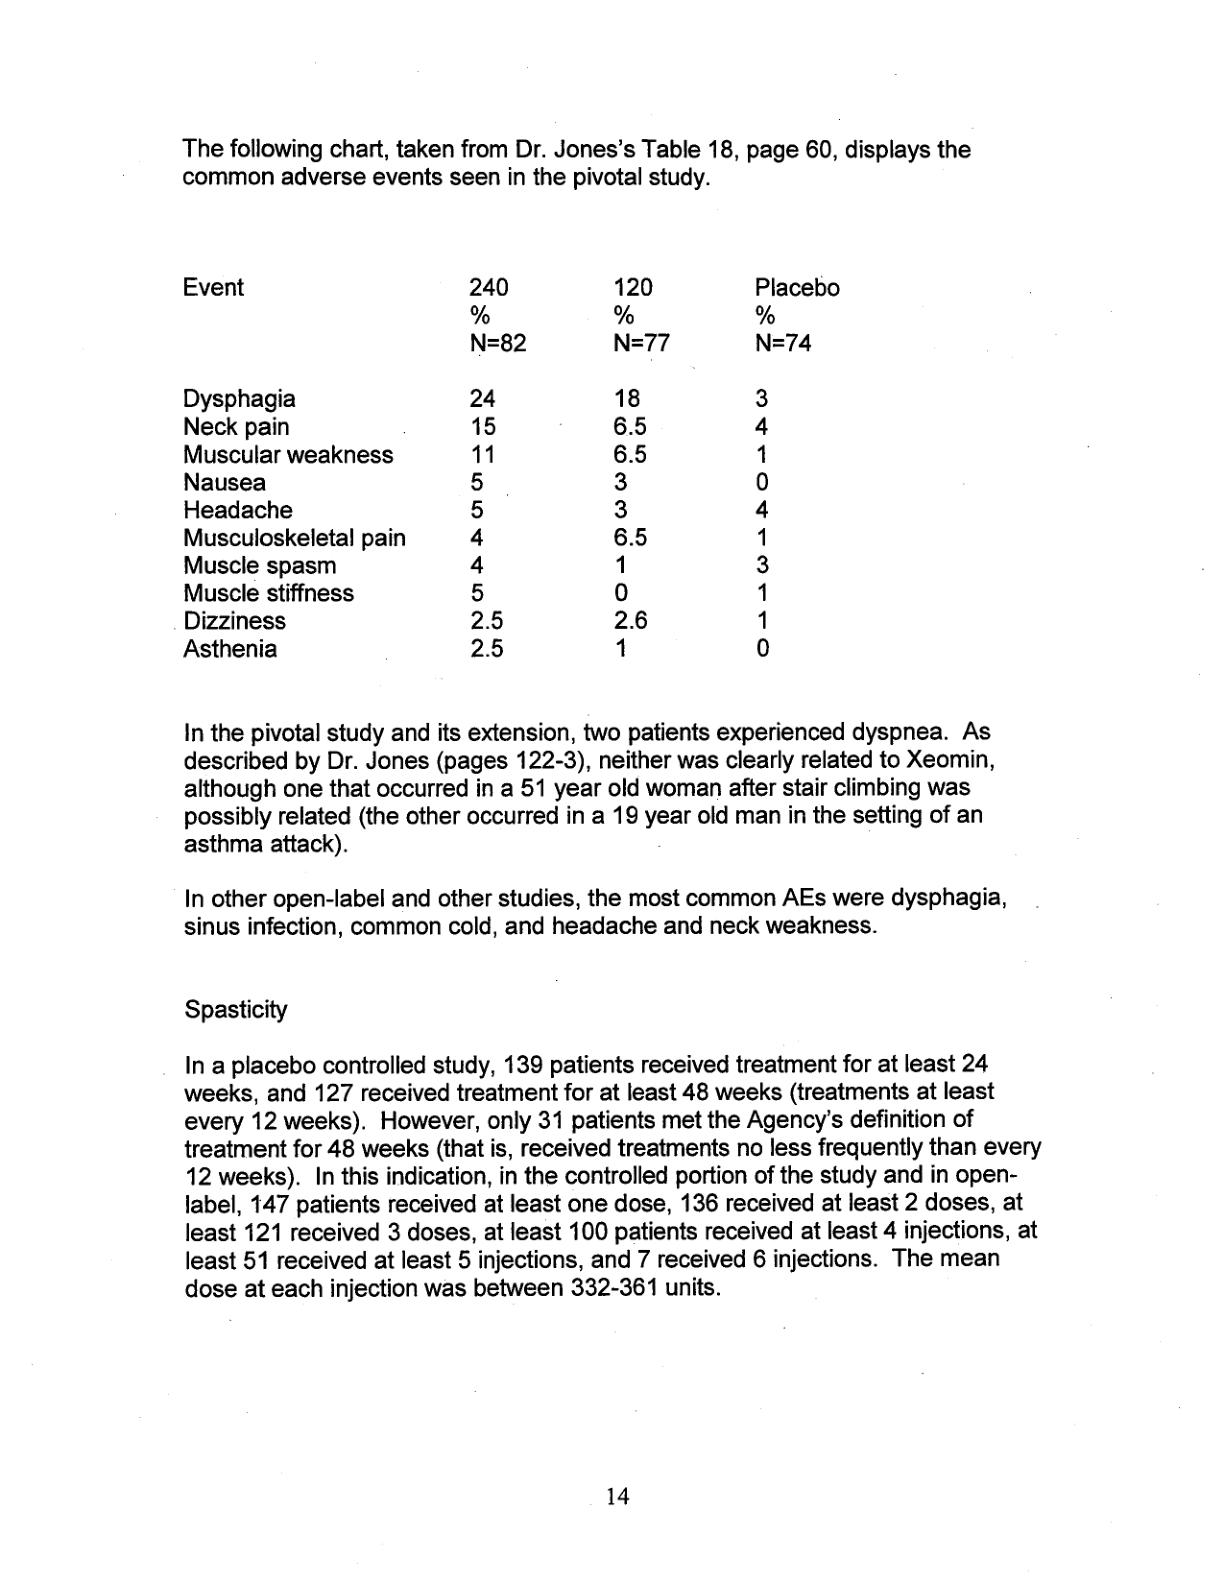 The following chart, taken from Dr. Jones's Table 18, page 60, displays the
common adverse events seen in the pivotal study.
Event 240 120 Placebo
% % %
N=82 N=77 N=74
Dysphagia 24 18 3
Neck pain 15 6.5 4
Muscular weakness 11 6.5 1
Nausea 5 3 0
Headache 5 3 4
Musculoskeletal pain 4 6.5 1
Muscle spasm 4 1 3
Muscle stiffness 5 0 1
Dizziness 2.5 2.6 1
Asthenia 2.5 1 0
In the pivotal study and its extension, two patients experienced dyspnea. As
described by Dr. Jones (pages 122-3), neither was clearly related to Xeomin,
although one that occurred in a 51 year old woman after stair climbing was
possibly related (the other occurred in a 19 year old man in the setting of an
asthma attack).
In other open-label and other studies, the most common AEs were dysphagia,
sinus infection, common cold, and headache and neck weakness.
Spasticity
In a placebo controlled study, 139 patients received treatment for at least 24
weeks, and 127 received treatment for at least 48 weeks (treatments at least
every 12 weeks). However, only 31 patients met the Agency's definition of
treatment for 48 weeks (that is, received treatments no less frequently than every
12 weeks). In this indication, in the controlled portion of the study and in open-
label, 147 patients received at least one dose, 136 received at least 2 doses, at
least 121 received 3 doses, at least 100 patients received at least 4 injections, at
least 51 received at least 5 injections, and 7 received 6 injections. The mean
dose at each injection was between 332-361 units.
14